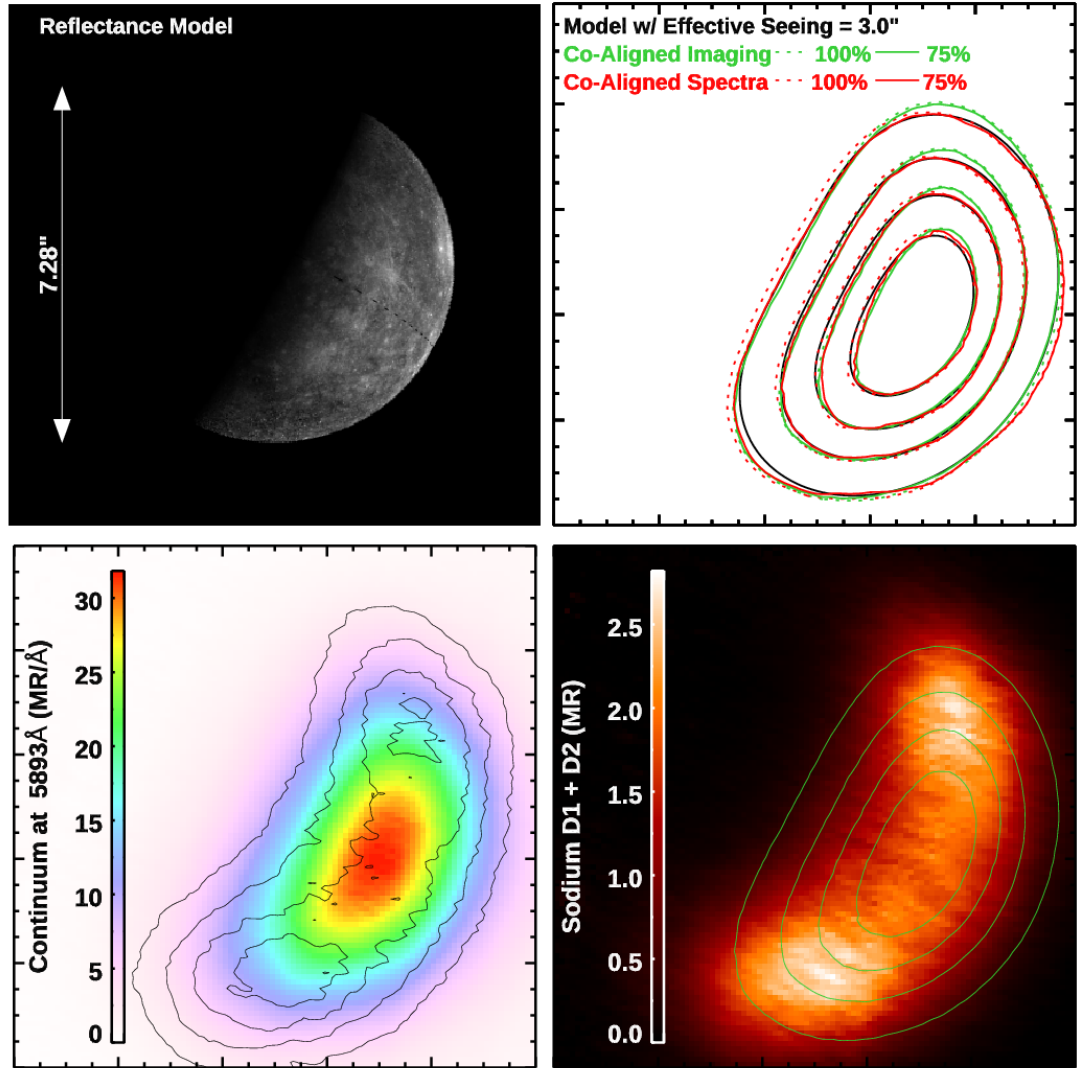 Reflectance Model
7.28"
Model w/ Effective Seeing = 3.0"
Co-Aligned Imaging 100% 75%
Co-Aligned Spectra 100% 75%
Continuum at 5893Å (MR/Å)
30
25
20
15
10
5
0
Sodium D1 + D2 (MR)
2.5
2.0
1.5
1.0
0.5
0.0